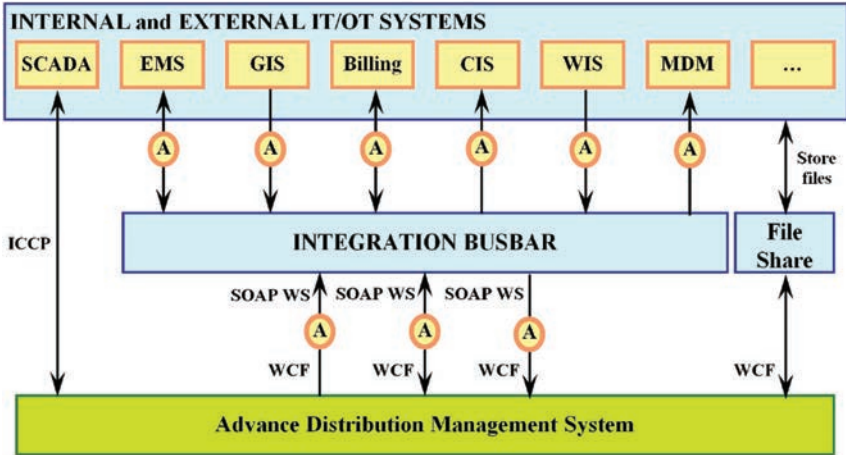 INTERNAL and EXTERNAL IT/OT SYSTEMS
SCADA EMS GIS Billing CIS WIS MDM ...
A A A A A A A
Store
files
ICCP
INTEGRATION BUSBAR
File
Share
SOAP WS SOAP WS SOAP WS
A A A
WCF WCF WCF WCF
Advance Distribution Management System